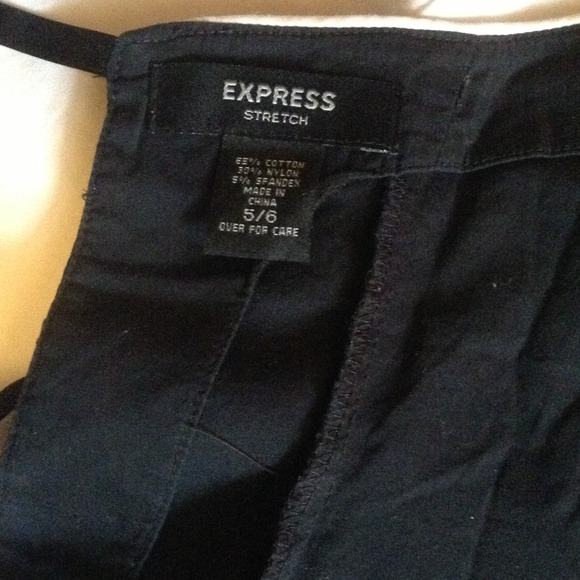 EXPRESS
STRETCH
65% COTTON
30% NYLON
5% SPANDEX
MADE IN
CHINA
5/6
OVER FOR CARE